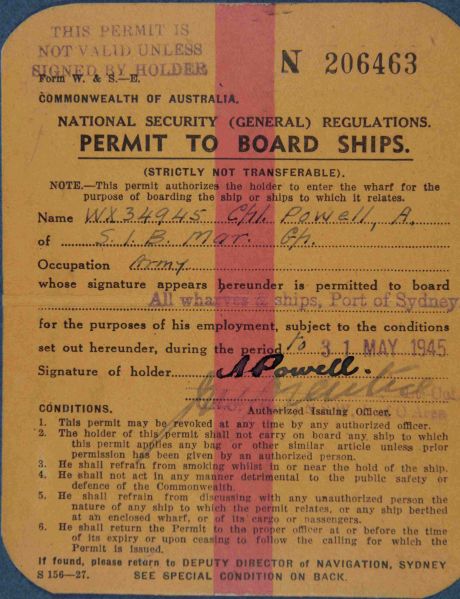 THIS PERMIT IS
NOT VALID UNLESS
SIGNED BY HOLDER
Form W. & S.—E.
N 206463
COMMONWEALTH OF AUSTRALIA.
NATIONAL SECURITY (GENERAL) REGULATIONS.
PERMIT TO BOARD SHIPS.
(STRICTLY NOT TRANSFERABLE).
NOTE.—This permit authorizes the holder to enter the wharf for the
purpose of boarding the ship or ships to which it relates.
Name WX34945 Cpl. Powell, A.
of S.I.B. Mar. Gp.
Occupation Army
whose signature appears hereunder is permitted to board
All wharves & ships, Port of Sydney
for the purposes of his employment, subject to the conditions
set out hereunder, during the period to 31 MAY 1945
Signature of holder A Powell.
Authorized Issuing Officer.
Area
CONDITIONS.
1. This permit may be revoked at any time by any authorized officer.
2. The holder of this permit shall not carry on board any ship to which
this permit applies any bag or other similar article unless prior
permission has been given by an authorized person.
3. He shall refrain from smoking whilst in or near the hold of the ship.
4. He shall not act in any manner detrimental to the public safety or
defence of the Commonwealth.
5. He shall refrain from discussing with any unauthorized person the
nature of any ship to which the permit relates, or any ship berthed
at an enclosed wharf, or of its cargo or passengers.
6. He shall return the Permit to the proper officer at or before the time
of its expiry or upon ceasing to follow the calling for which the
Permit is issued.
If found, please return to DEPUTY DIRECTOR of NAVIGATION, SYDNEY
S 156—27. SEE SPECIAL CONDITION ON BACK.